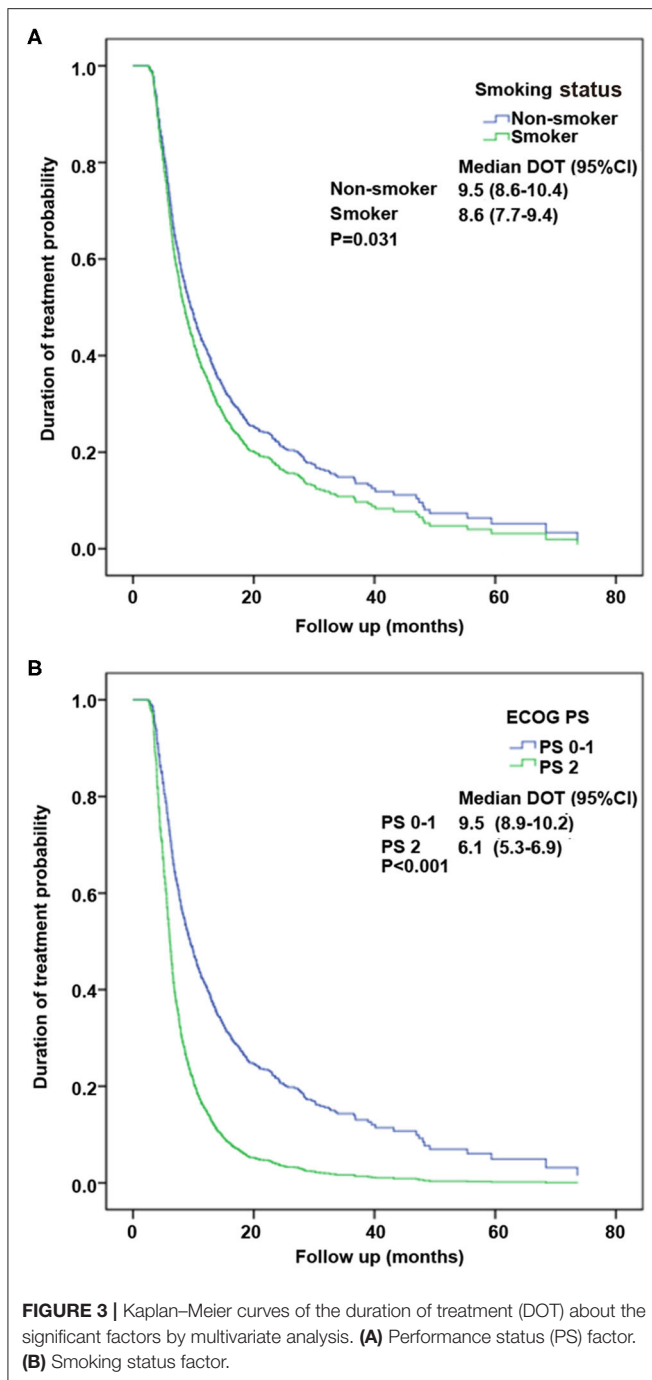 A
1.0
0.8
0.6
0.4
0.2
0.0
Duration of treatment probability
Smoking status
Non-smoker
Smoker
Median DOT (95%CI)
Non-smoker 9.5 (8.6-10.4)
Smoker 8.6 (7.7-9.4)
P=0.031
0 20 40 60 80
Follow up (months)
B
1.0
0.8
0.6
0.4
0.2
0.0
Duration of treatment probability
ECOG PS
PS 0-1
PS 2
Median DOT (95%CI)
PS 0-1 9.5 (8.9-10.2)
PS 2 6.1 (5.3-6.9)
P<0.001
0 20 40 60 80
Follow up (months)
FIGURE 3 | Kaplan–Meier curves of the duration of treatment (DOT) about the
significant factors by multivariate analysis. (A) Performance status (PS) factor.
(B) Smoking status factor.